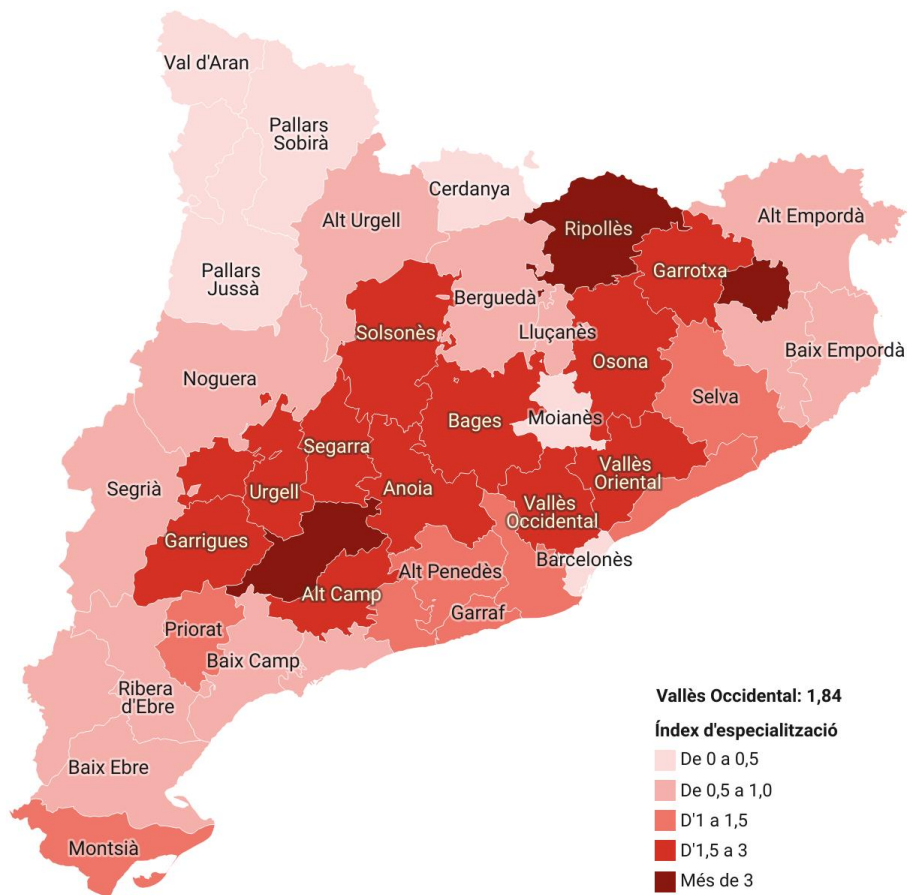 Val d'Aran
Pallars
Sobirà
Cerdanya
Alt Urgell
Ripollès
Alt Empordà
Garrotxa
Pallars
Jussà
Berguedà
Solsonès
Lluçanès
Osona
Baix Empordà
Noguera
Selva
Bages
Moianès
Segarra
Vallès
Oriental
Segrià
Urgell
Anoia
Vallès
Occidental
Garrigues
Barcelonès
Alt Penedès
Alt Camp
Garraf
Priorat
Baix Camp
Ribera
d'Ebre
Baix Ebre
Montsià
Vallès Occidental: 1,84
Índex d'especialització
De 0 a 0,5
De 0,5 a 1,0
D'1 a 1,5
D'1,5 a 3
Més de 3